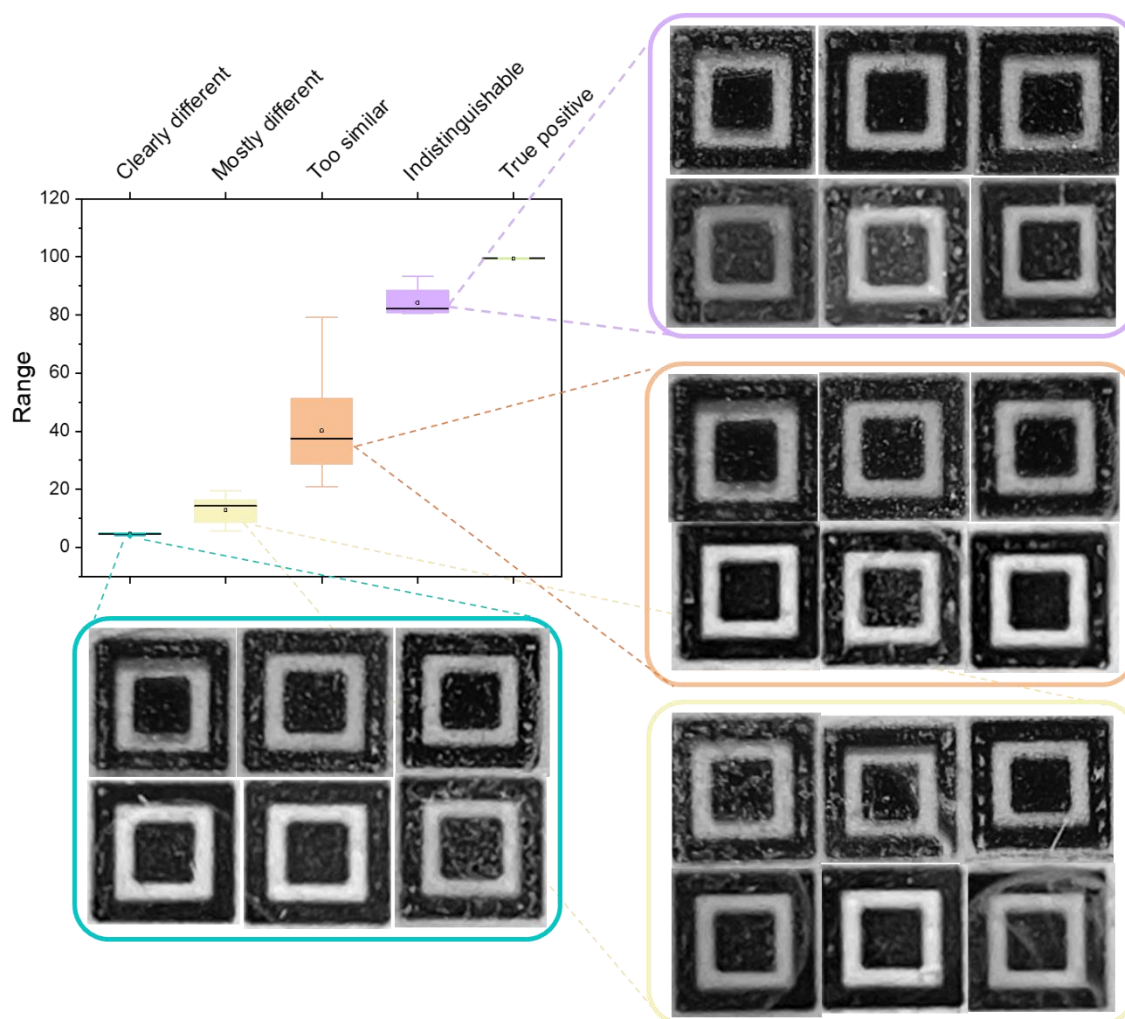 Clearly different
Mostly different
Too similar
Indistinguishable
True positive
Range
120
100
80
60
40
20
0